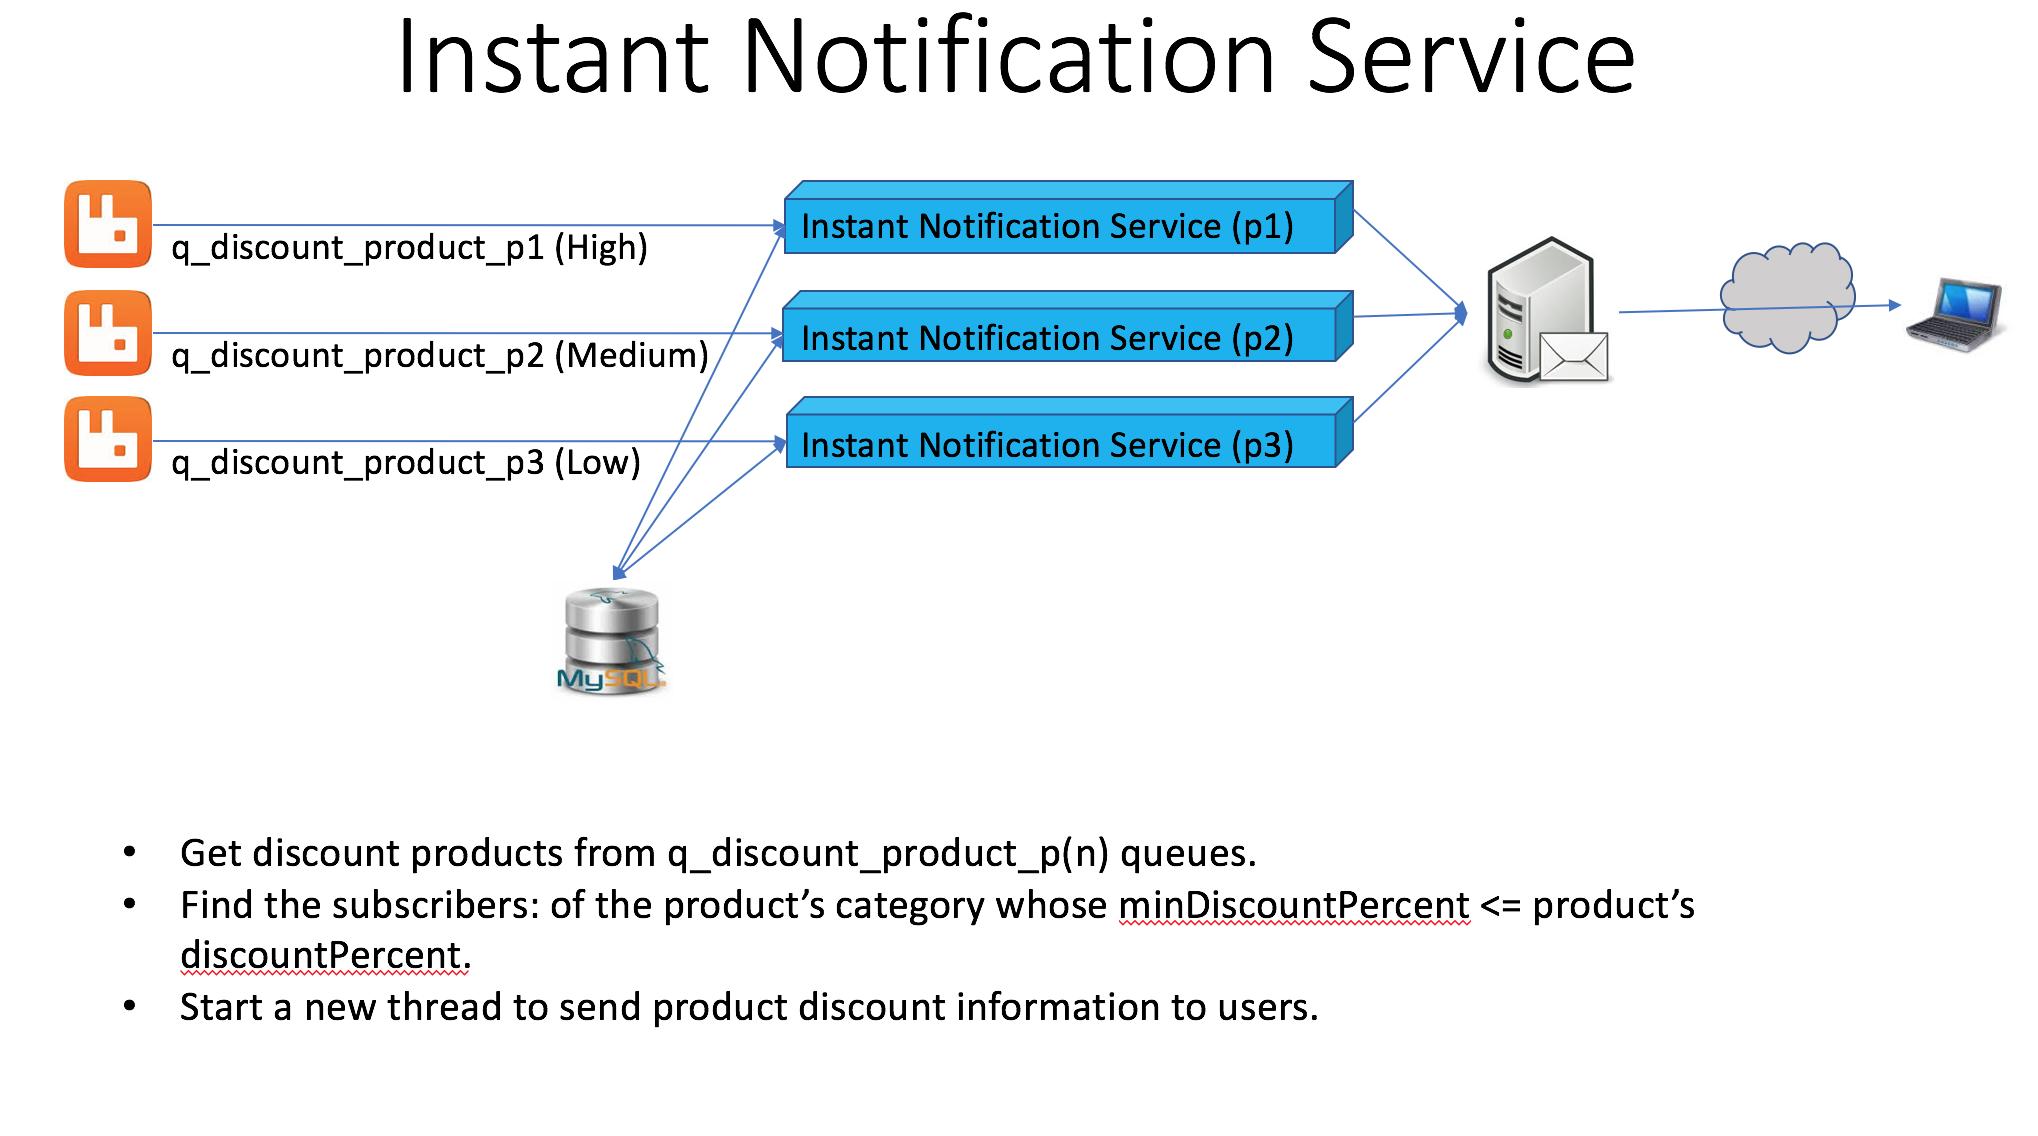 Instant Notification Service
q_discount_product_p1 (High)
Instant Notification Service (p1)
q_discount_product_p2 (Medium)
Instant Notification Service (p2)
q_discount_product_p3 (Low)
Instant Notification Service (p3)
MySQL
• Get discount products from q_discount_product_p(n) queues.
• Find the subscribers: of the product’s category whose minDiscountPercent <= product’s
discountPercent.
• Start a new thread to send product discount information to users.